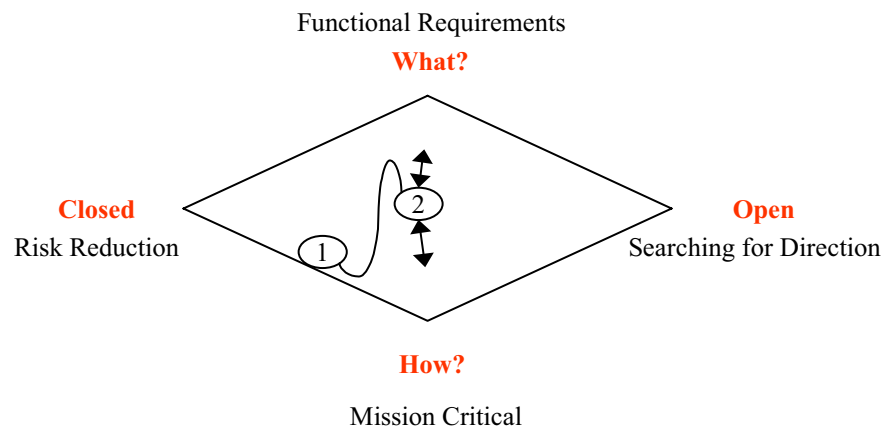 Functional Requirements
What?
Closed
Risk Reduction
Open
Searching for Direction
2
1
How?
Mission Critical